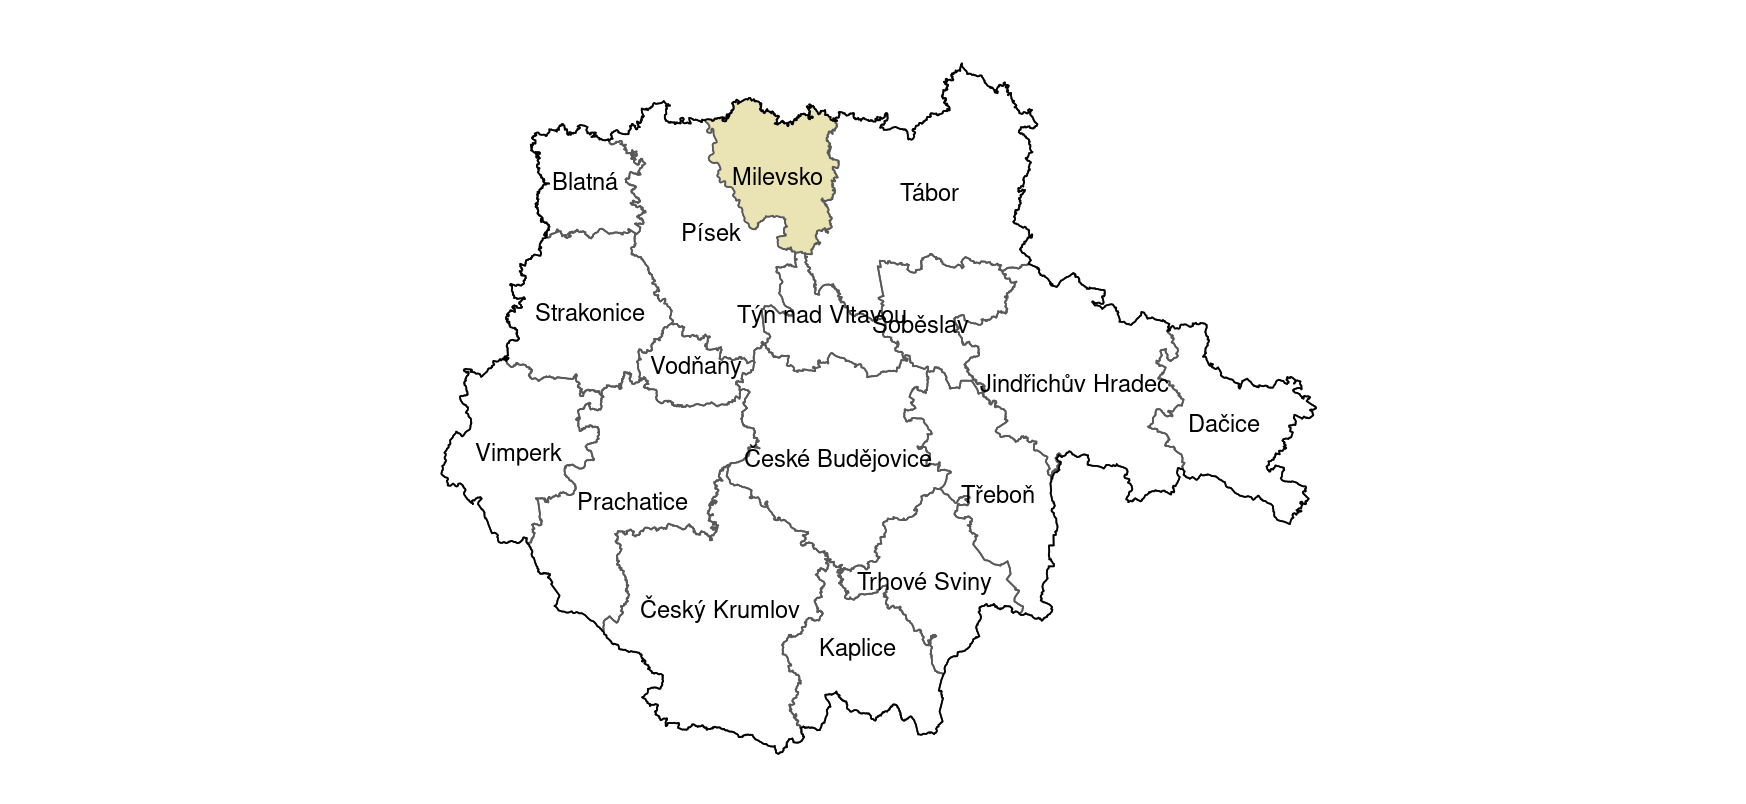 Milevsko
Blatná
Tábor
Písek
Strakonice
Týn nad Vltavou
Soběslav
Vodňany
Jindřichův Hradec
Dačice
Vimperk
České Budějovice
Třeboň
Prachatice
Trhové Sviny
Český Krumlov
Kaplice